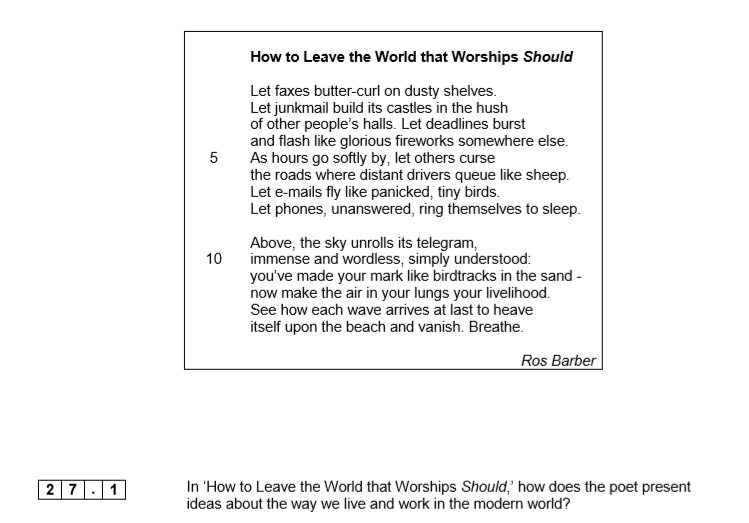 How to Leave the World that Worships Should
Let faxes butter-curl on dusty shelves.
Let junkmail build its castles in the hush
of other people's halls. Let deadlines burst
and flash like glorious fireworks somewhere else.
5 As hours go softly by, let others curse
the roads where distant drivers queue like sheep.
Let e-mails fly like panicked, tiny birds.
Let phones, unanswered, ring themselves to sleep.
Above, the sky unrolls its telegram,
10 immense and wordless, simply understood:
you've made your mark like birdtracks in the sand -
now make the air in your lungs your livelihood.
See how each wave arrives at last to heave
itself upon the beach and vanish. Breathe.
Ros Barber
2 7 . 1 In 'How to Leave the World that Worships Should,' how does the poet present
ideas about the way we live and work in the modern world?